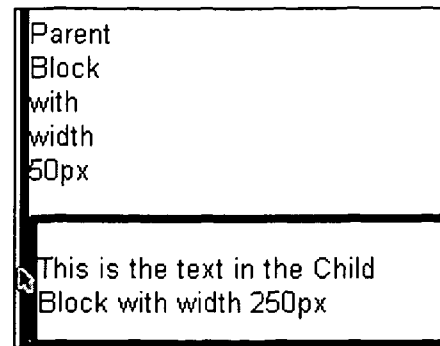 Parent
Block
with
width
50px
This is the text in the Child
Block with width 250px